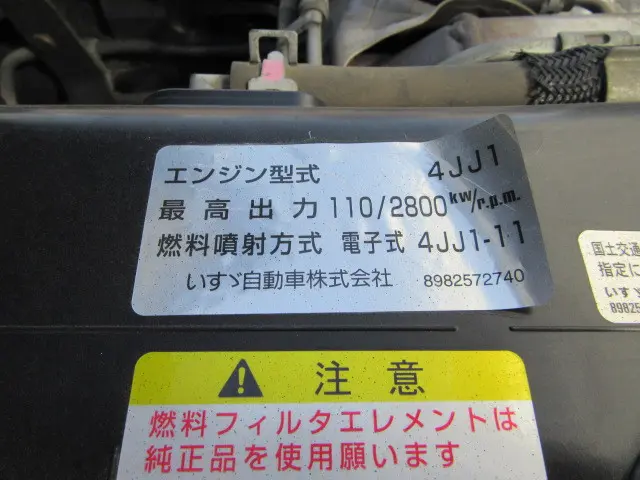 エンジン型式 4JJ1
最高出力 110/2800 kw/r.p.m.
燃料噴射方式 電子式 4JJ1-11
いすゞ自動車株式会社 8982572740
国土交通
指定に
いすゞ
8982
注意
燃料フィルタエレメントは
純正品を使用願います